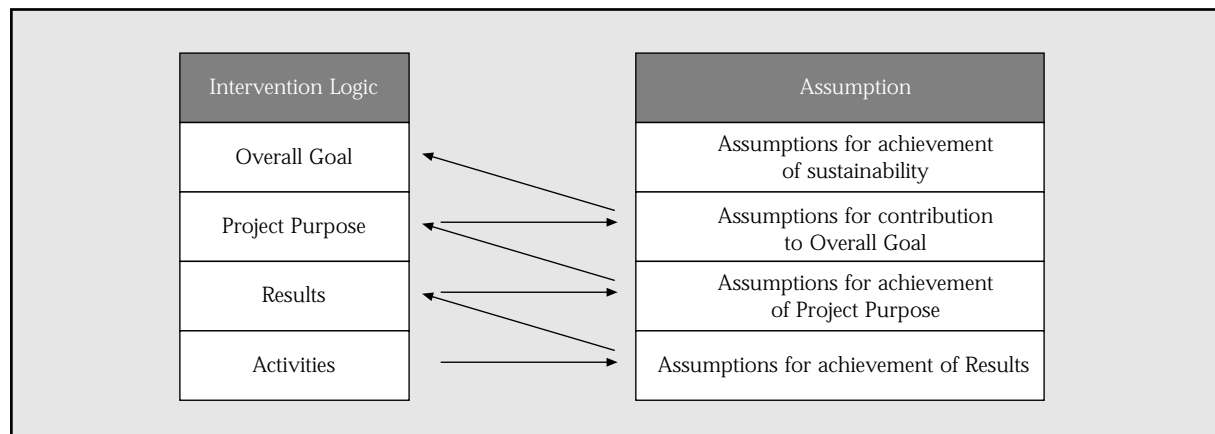 Intervention Logic
Assumption
Overall Goal
Assumptions for achievement
of sustainability
Project Purpose
Assumptions for contribution
to Overall Goal
Results
Assumptions for achievement
of Project Purpose
Activities
Assumptions for achievement of Results